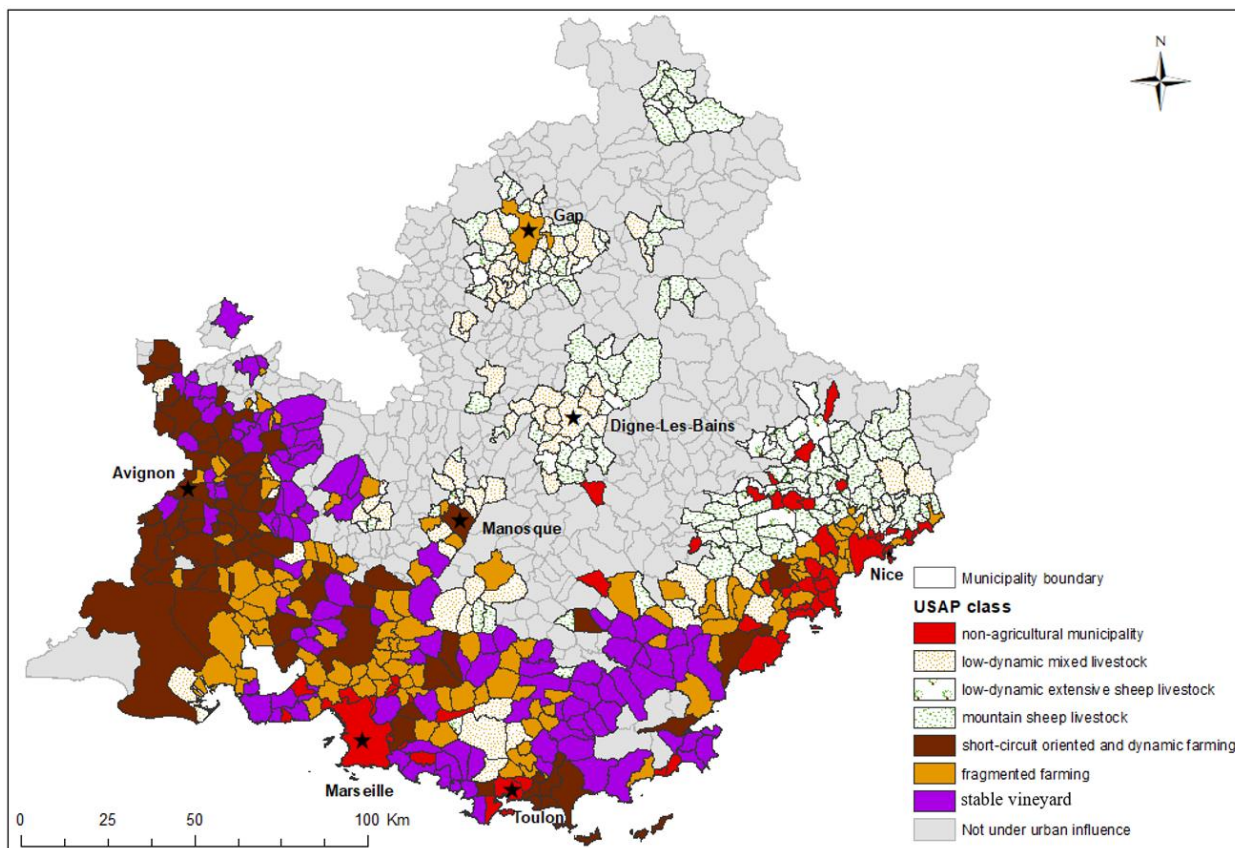 N
Gap
Digne-Les-Bains
Avignon
Manosque
Nice
Marseille
Toulon
0 25 50 100 Km
Municipality boundary
USAP class
non-agricultural municipality
low-dynamic mixed livestock
low-dynamic extensive sheep livestock
mountain sheep livestock
short-circuit oriented and dynamic farming
fragmented farming
stable vineyard
Not under urban influence